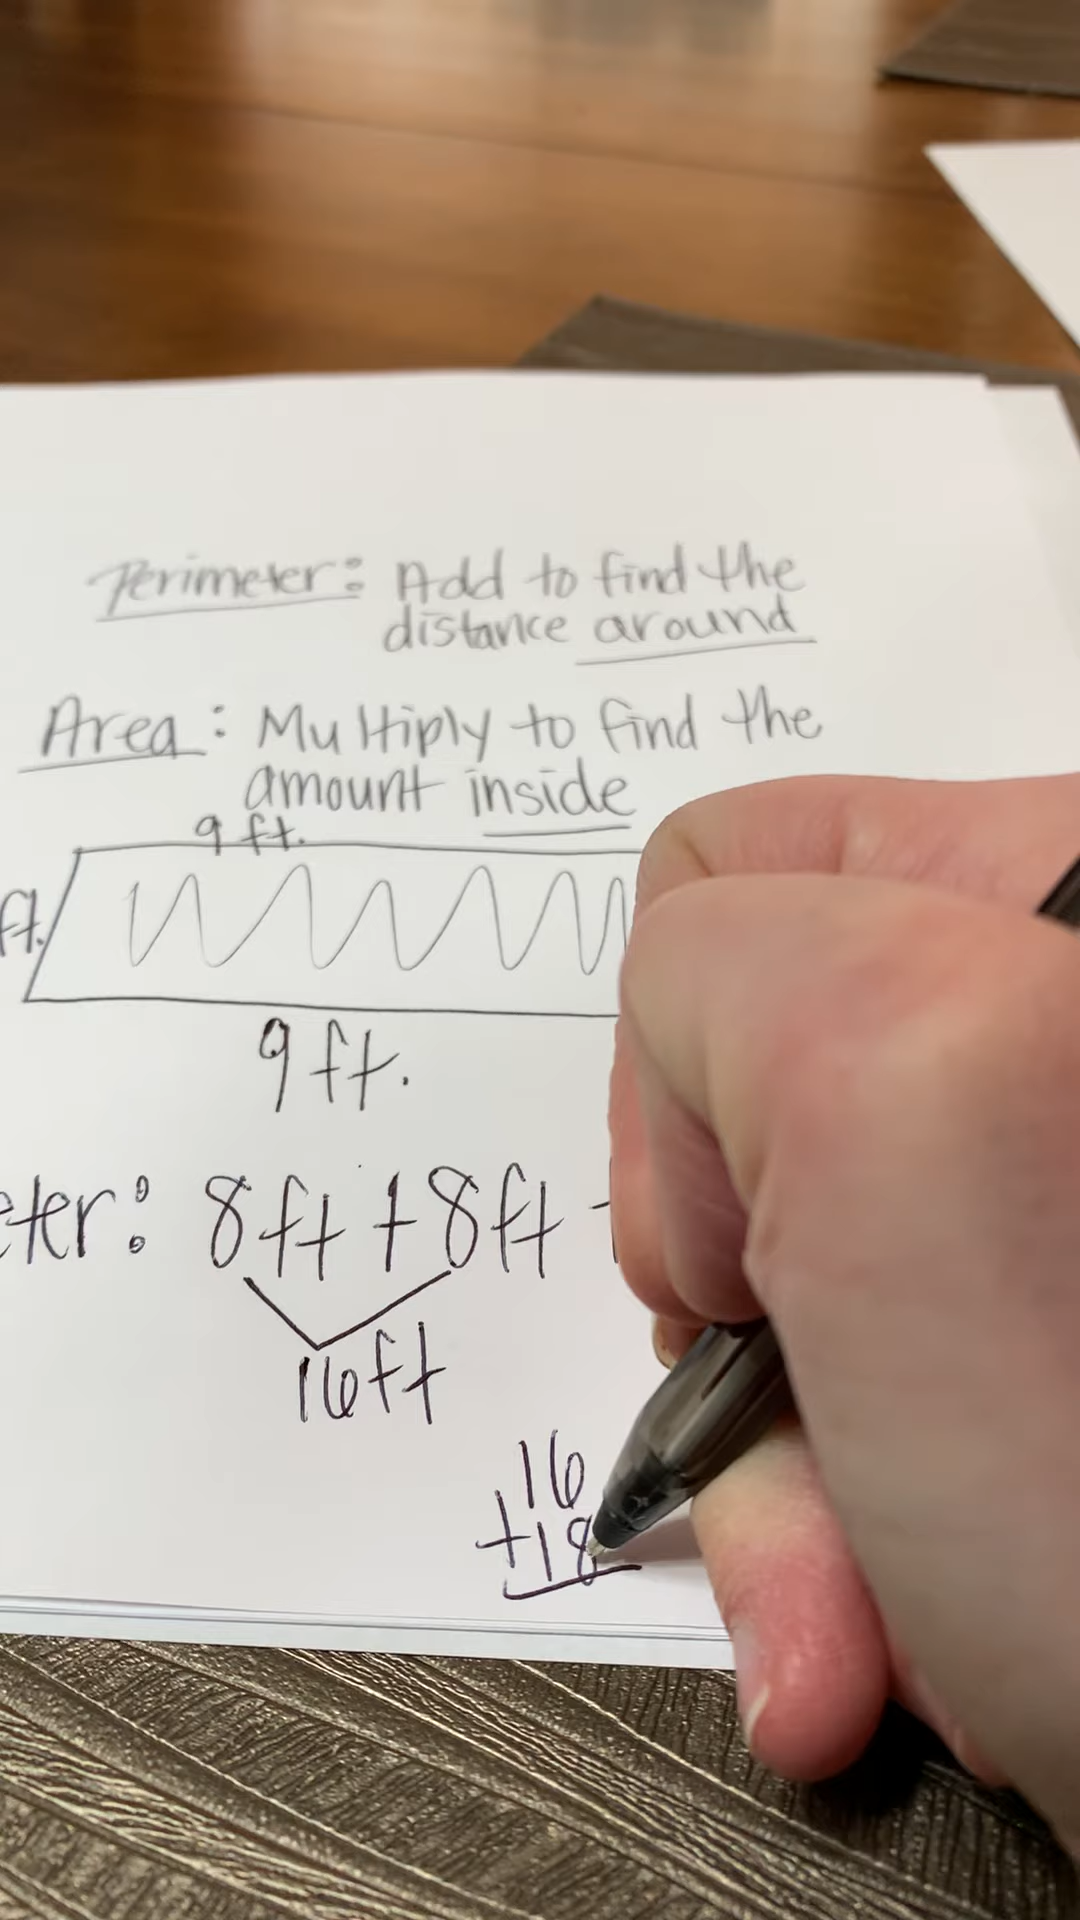 Perimeter: Add to find the
distance around
Area: Multiply to find the
amount inside
9 ft.
ft.
9 ft.
eter: 8ft + 8ft
16ft
16
+18